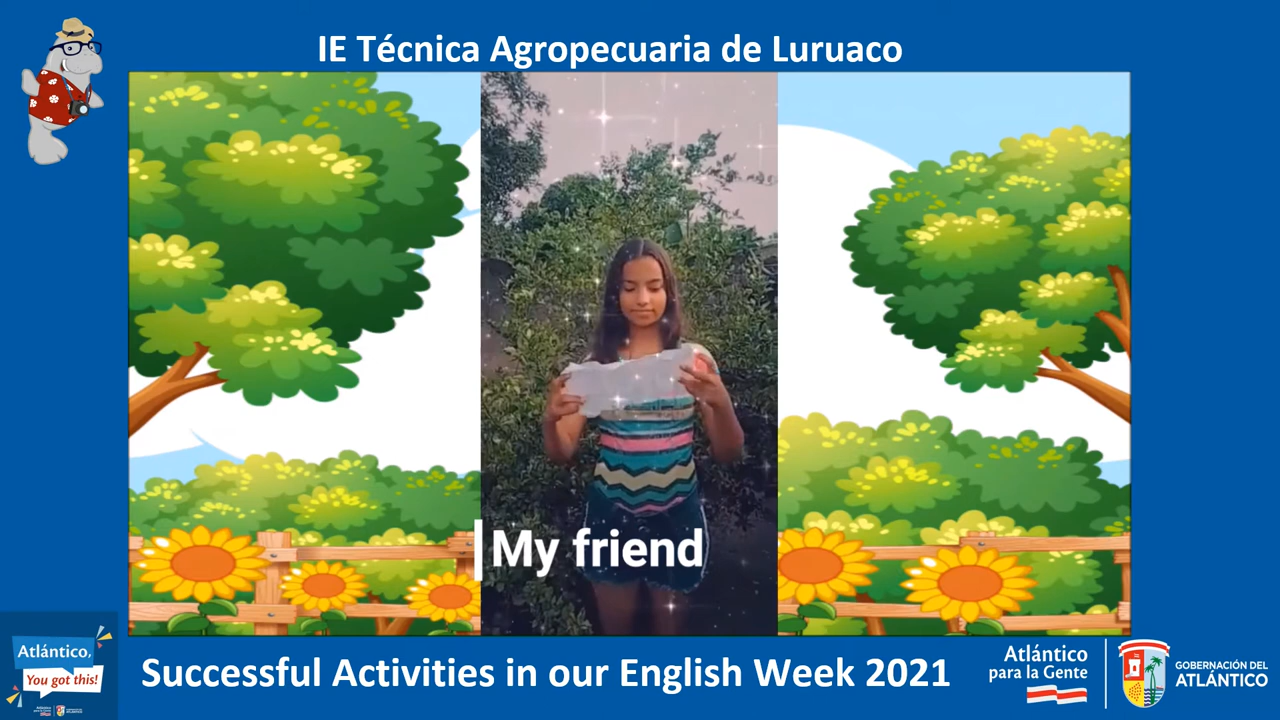 IE Técnica Agropecuaria de Luruaco
My friend
Atlántico,
You got this!
Successful Activities in our English Week 2021
Atlántico
para la Gente
GOBERNACIÓN DEL
ATLÁNTICO